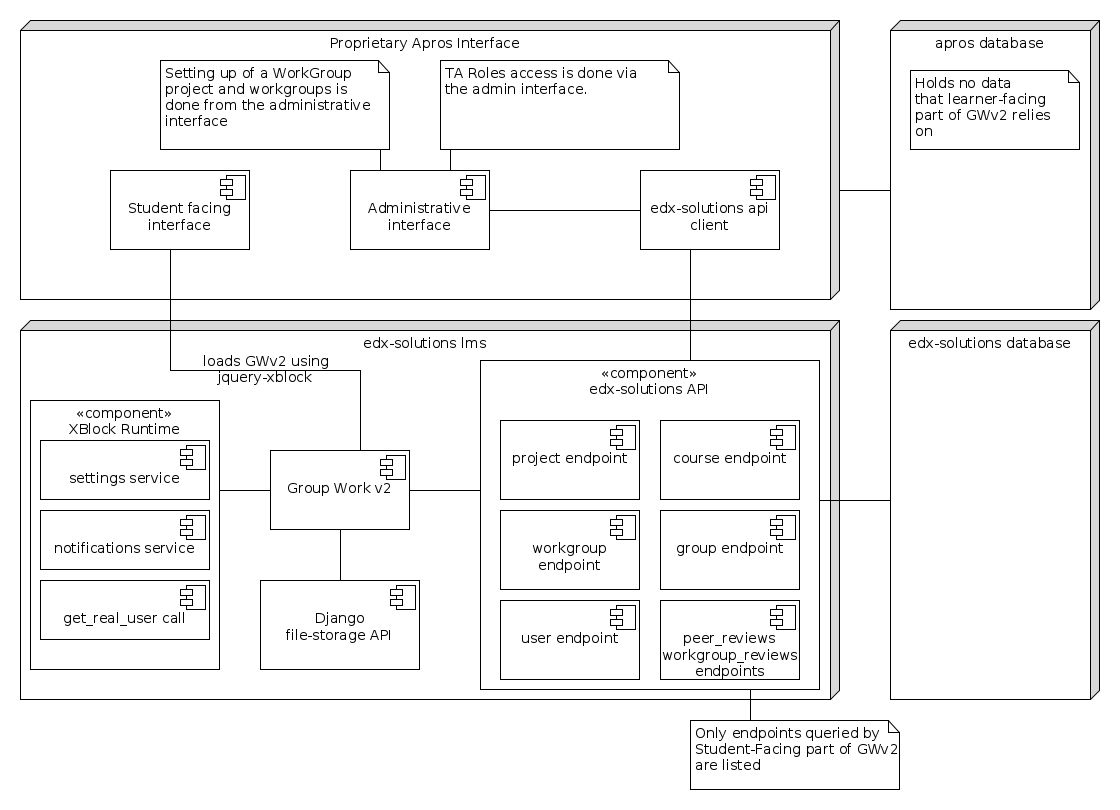 Proprietary Apros Interface
Setting up of a WorkGroup
project and workgroups is
done from the administrative
interface
TA Roles access is done via
the admin interface.
Student facing
interface
Administrative
interface
edx-solutions api
client
apros database
Holds no data
that learner-facing
part of GWv2 relies
on
edx-solutions lms
loads GWv2 using
jquery-xblock
«component»
XBlock Runtime
settings service
notifications service
get_real_user call
Group Work v2
Django
file-storage API
«component»
edx-solutions API
project endpoint
course endpoint
workgroup
endpoint
group endpoint
user endpoint
peer_reviews
workgroup_reviews
endpoints
edx-solutions database
Only endpoints queried by
Student-Facing part of GWv2
are listed